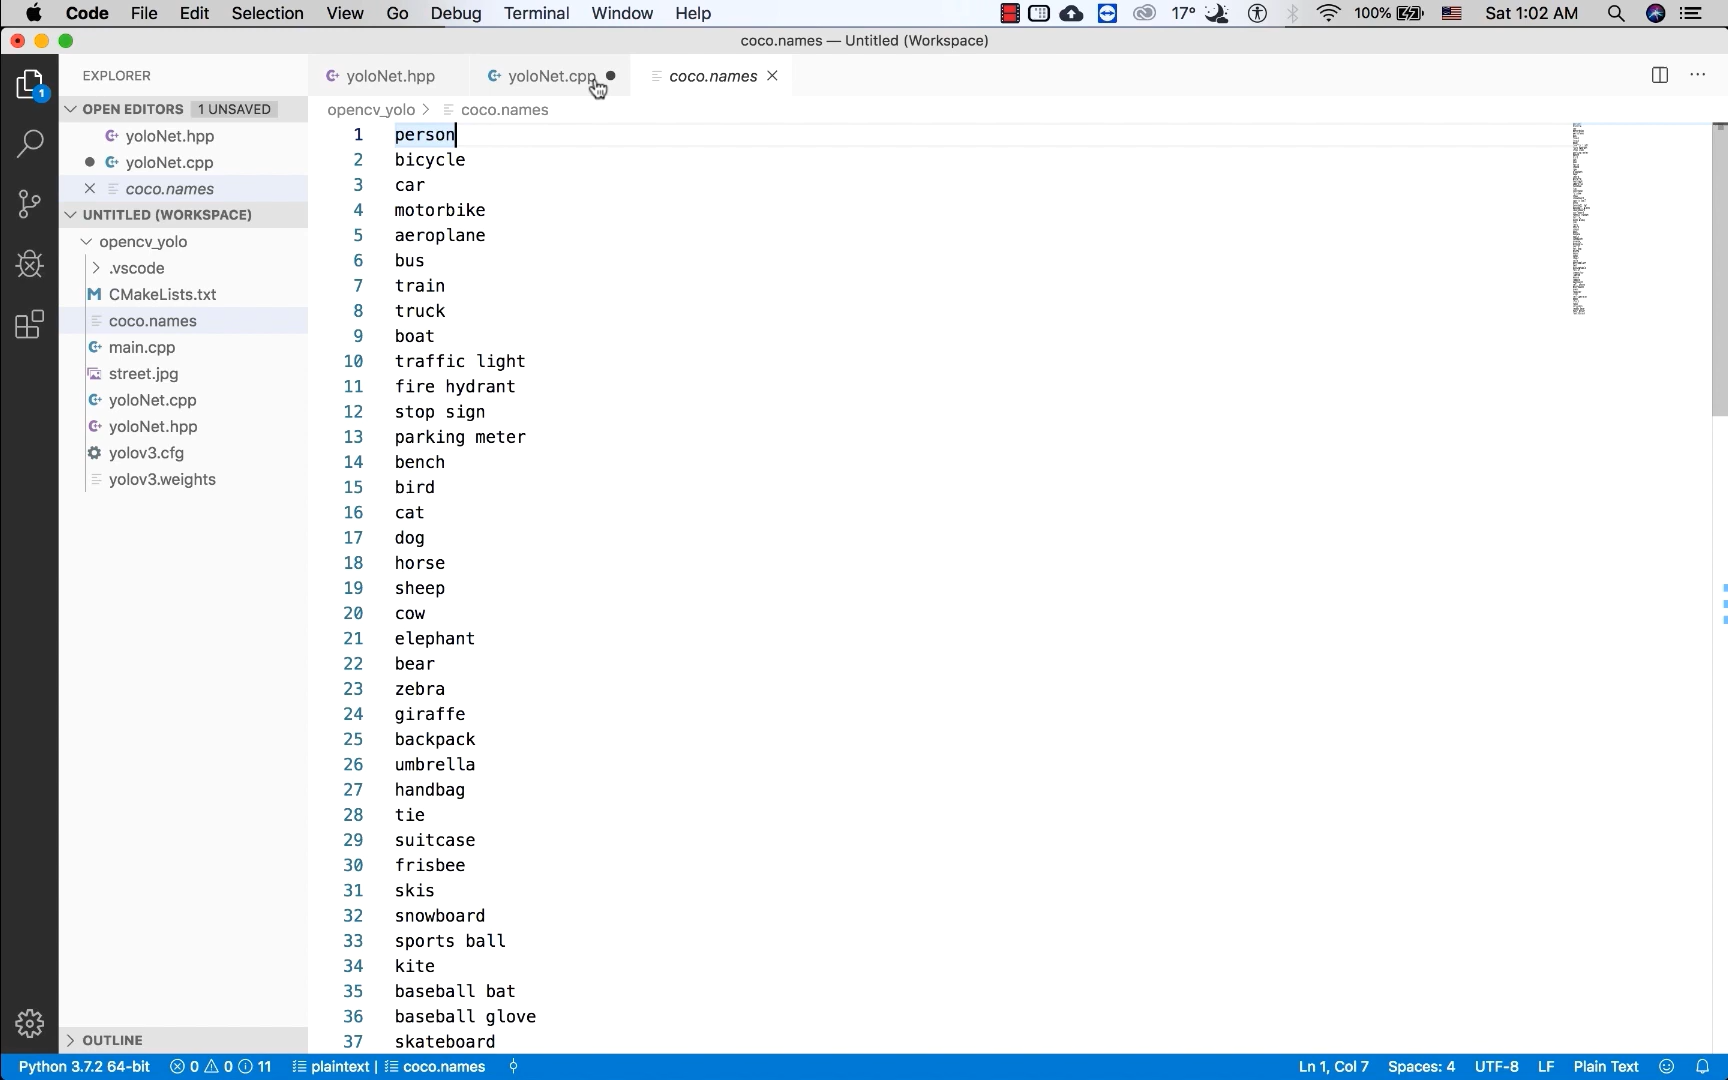 Code File Edit Selection View Go Debug Terminal Window Help 17° 100% Sat 1:02 AM
coco.names — Untitled (Workspace)
EXPLORER
1
OPEN EDITORS 1 UNSAVED
yoloNet.hpp
yoloNet.cpp
coco.names
UNTITLED (WORKSPACE)
opencv_yolo
.vscode
CMakeLists.txt
coco.names
main.cpp
street.jpg
yoloNet.cpp
yoloNet.hpp
yolov3.cfg
yolov3.weights
OUTLINE
yoloNet.hpp yoloNet.cpp coco.names
opencv_yolo > coco.names
1 person
2 bicycle
3 car
4 motorbike
5 aeroplane
6 bus
7 train
8 truck
9 boat
10 traffic light
11 fire hydrant
12 stop sign
13 parking meter
14 bench
15 bird
16 cat
17 dog
18 horse
19 sheep
20 cow
21 elephant
22 bear
23 zebra
24 giraffe
25 backpack
26 umbrella
27 handbag
28 tie
29 suitcase
30 frisbee
31 skis
32 snowboard
33 sports ball
34 kite
35 baseball bat
36 baseball glove
37 skateboard
Python 3.7.2 64-bit 0 0 11 plaintext | coco.names Ln 1, Col 7 Spaces: 4 UTF-8 LF Plain Text